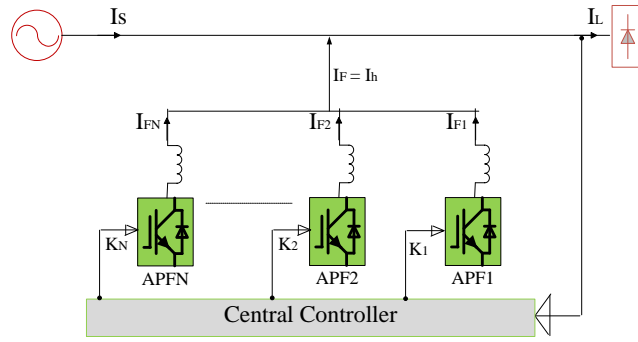 Is
IL
IF = Ih
IFN
IF2
IF1
KN
K2
K1
APFN
APF2
APF1
Central Controller